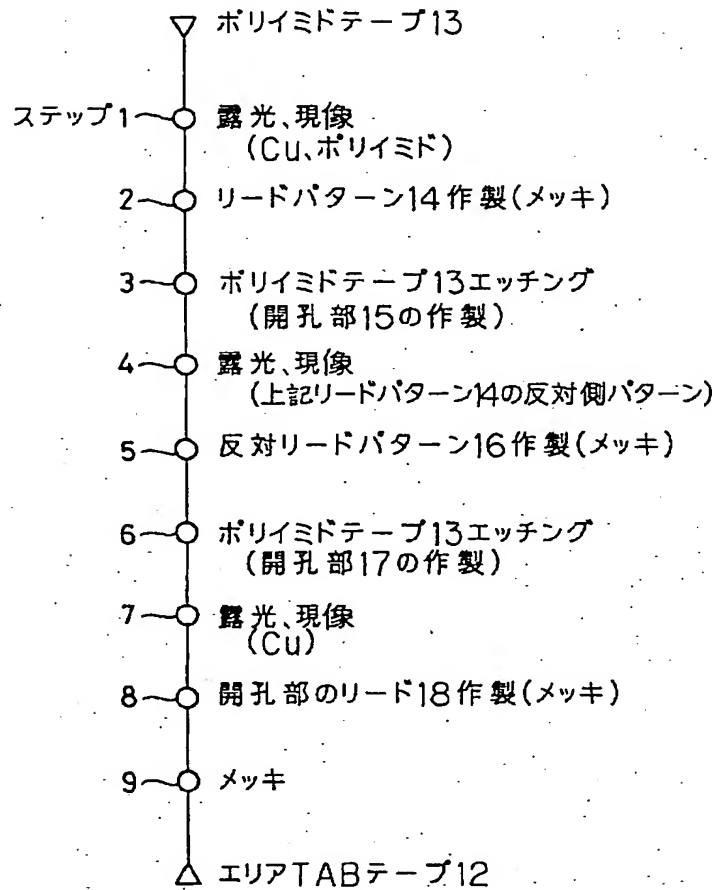 ポリイミドテープ13
ステップ1 露光、現像
(Cu、ポリイミド)
2 リードパターン14作製(メッキ)
3 ポリイミドテープ13エッチング
(開孔部15の作製)
4 露光、現像
(上記リードパターン14の反対側パターン)
5 反対リードパターン16作製(メッキ)
6 ポリイミドテープ13エッチング
(開孔部17の作製)
7 露光、現像
(Cu)
8 開孔部のリード18作製(メッキ)
9 メッキ
エリアTABテープ12